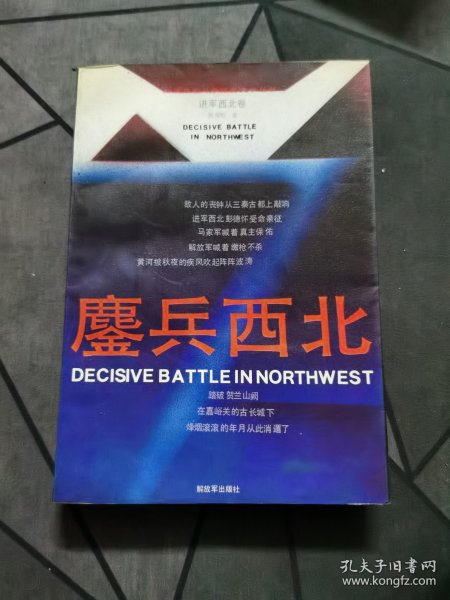 进军西北卷
著
DECISIVE BATTLE
IN NORTHWEST
敌人的丧钟从三秦古都上敲响
进军西北彭德怀受命亲征
马家军喊着真主保佑
解放军喊着缴枪不杀
黄河披秋夜的疾风吹起阵阵波涛
鏖兵西北
DECISIVE BATTLE IN NORTHWEST
踏破贺兰山阙
在嘉峪关的古长城下
烽烟滚滚的年月从此消遁了
解放军出版社
孔夫子旧书网
www.kongfz.com